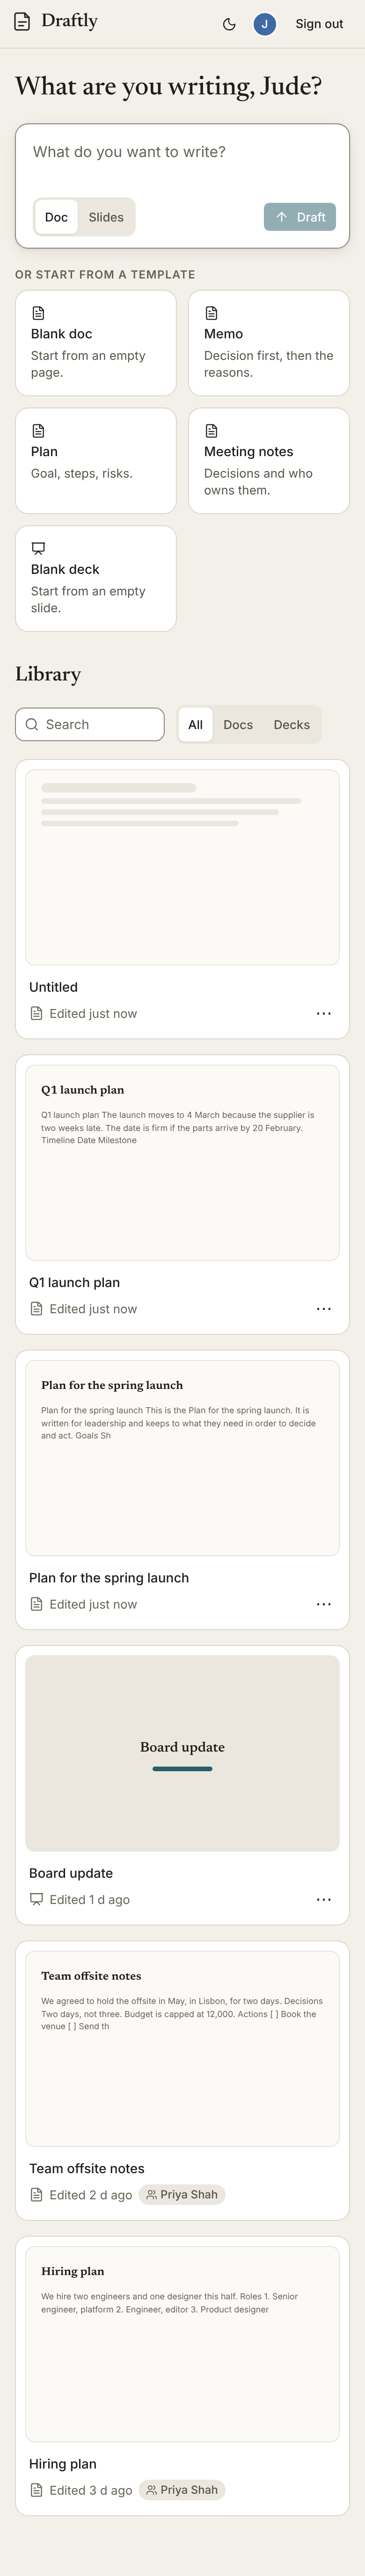 Draftly
J
Sign out
What are you writing, Jude?
What do you want to write?
Doc
Slides
Draft
OR START FROM A TEMPLATE
Blank doc
Start from an empty
page.
Memo
Decision first, then the
reasons.
Plan
Goal, steps, risks.
Meeting notes
Decisions and who
owns them.
Blank deck
Start from an empty
slide.
Library
Search
All
Docs
Decks
Untitled
Edited just now
Q1 launch plan
Q1 launch plan The launch moves to 4 March because the supplier is
two weeks late. The date is firm if the parts arrive by 20 February.
Timeline Date Milestone
Q1 launch plan
Edited just now
Plan for the spring launch
Plan for the spring launch This is the Plan for the spring launch. It is
written for leadership and keeps to what they need in order to decide
and act. Goals Sh
Plan for the spring launch
Edited just now
Board update
Board update
Edited 1 d ago
Team offsite notes
We agreed to hold the offsite in May, in Lisbon, for two days. Decisions
Two days, not three. Budget is capped at 12,000. Actions [ ] Book the
venue [ ] Send th
Team offsite notes
Edited 2 d ago
Priya Shah
Hiring plan
We hire two engineers and one designer this half. Roles 1. Senior
engineer, platform 2. Engineer, editor 3. Product designer
Hiring plan
Edited 3 d ago
Priya Shah